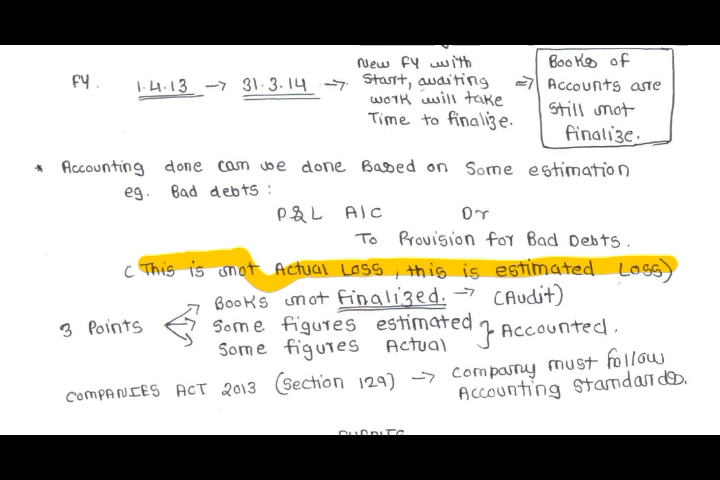 New FY with
FY. 1.4.13 → 31.3.14 → Start, auditing ⇒ Books of
work will take Accounts are
Time to finalize. Still not
finalize.
* Accounting done can be done Based on Some estimation
eg. Bad debts :
P&L A/C Dr
To Provision for Bad Debts.
( This is not Actual Loss, this is estimated Loss)
Books not finalized. → (Audit)
3 Points Some figures estimated } Accounted.
Some figures Actual
COMPANIES ACT 2013 (Section 129) → Company must follow
Accounting Standards.